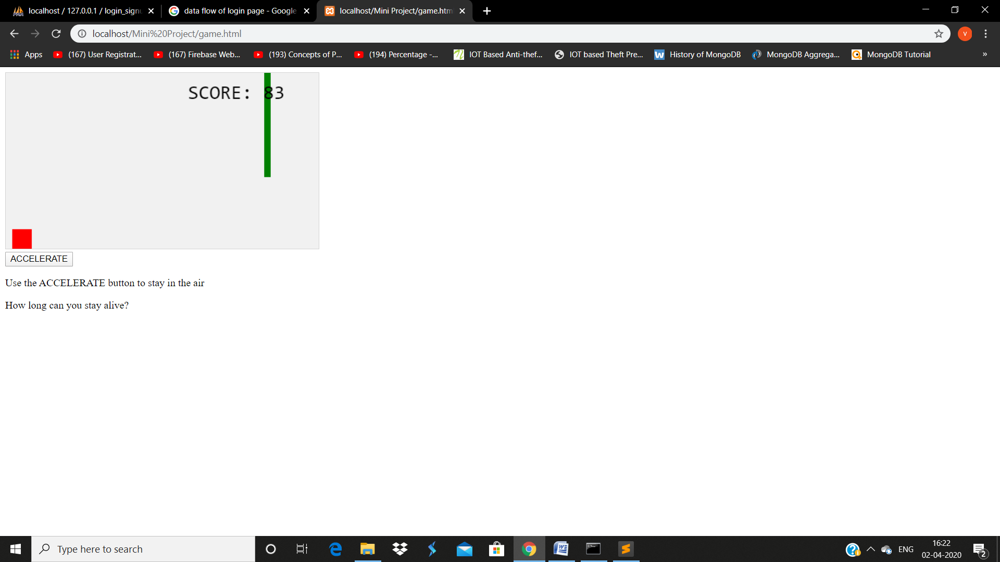 localhost / 127.0.0.1 / login_sign
data flow of login page - Google
localhost/Mini Project/game.htm
localhost/Mini%20Project/game.html
V
Apps
(167) User Registrat...
(167) Firebase Web...
(193) Concepts of P...
(194) Percentage -...
IOT Based Anti-thef...
IOT based Theft Pre...
W
History of MongoDB
MongoDB Aggrega...
MongoDB Tutorial
»
SCORE: 83
ACCELERATE
Use the ACCELERATE button to stay in the air
How long can you stay alive?
Type here to search
ENG
16:22
02-04-2020
2